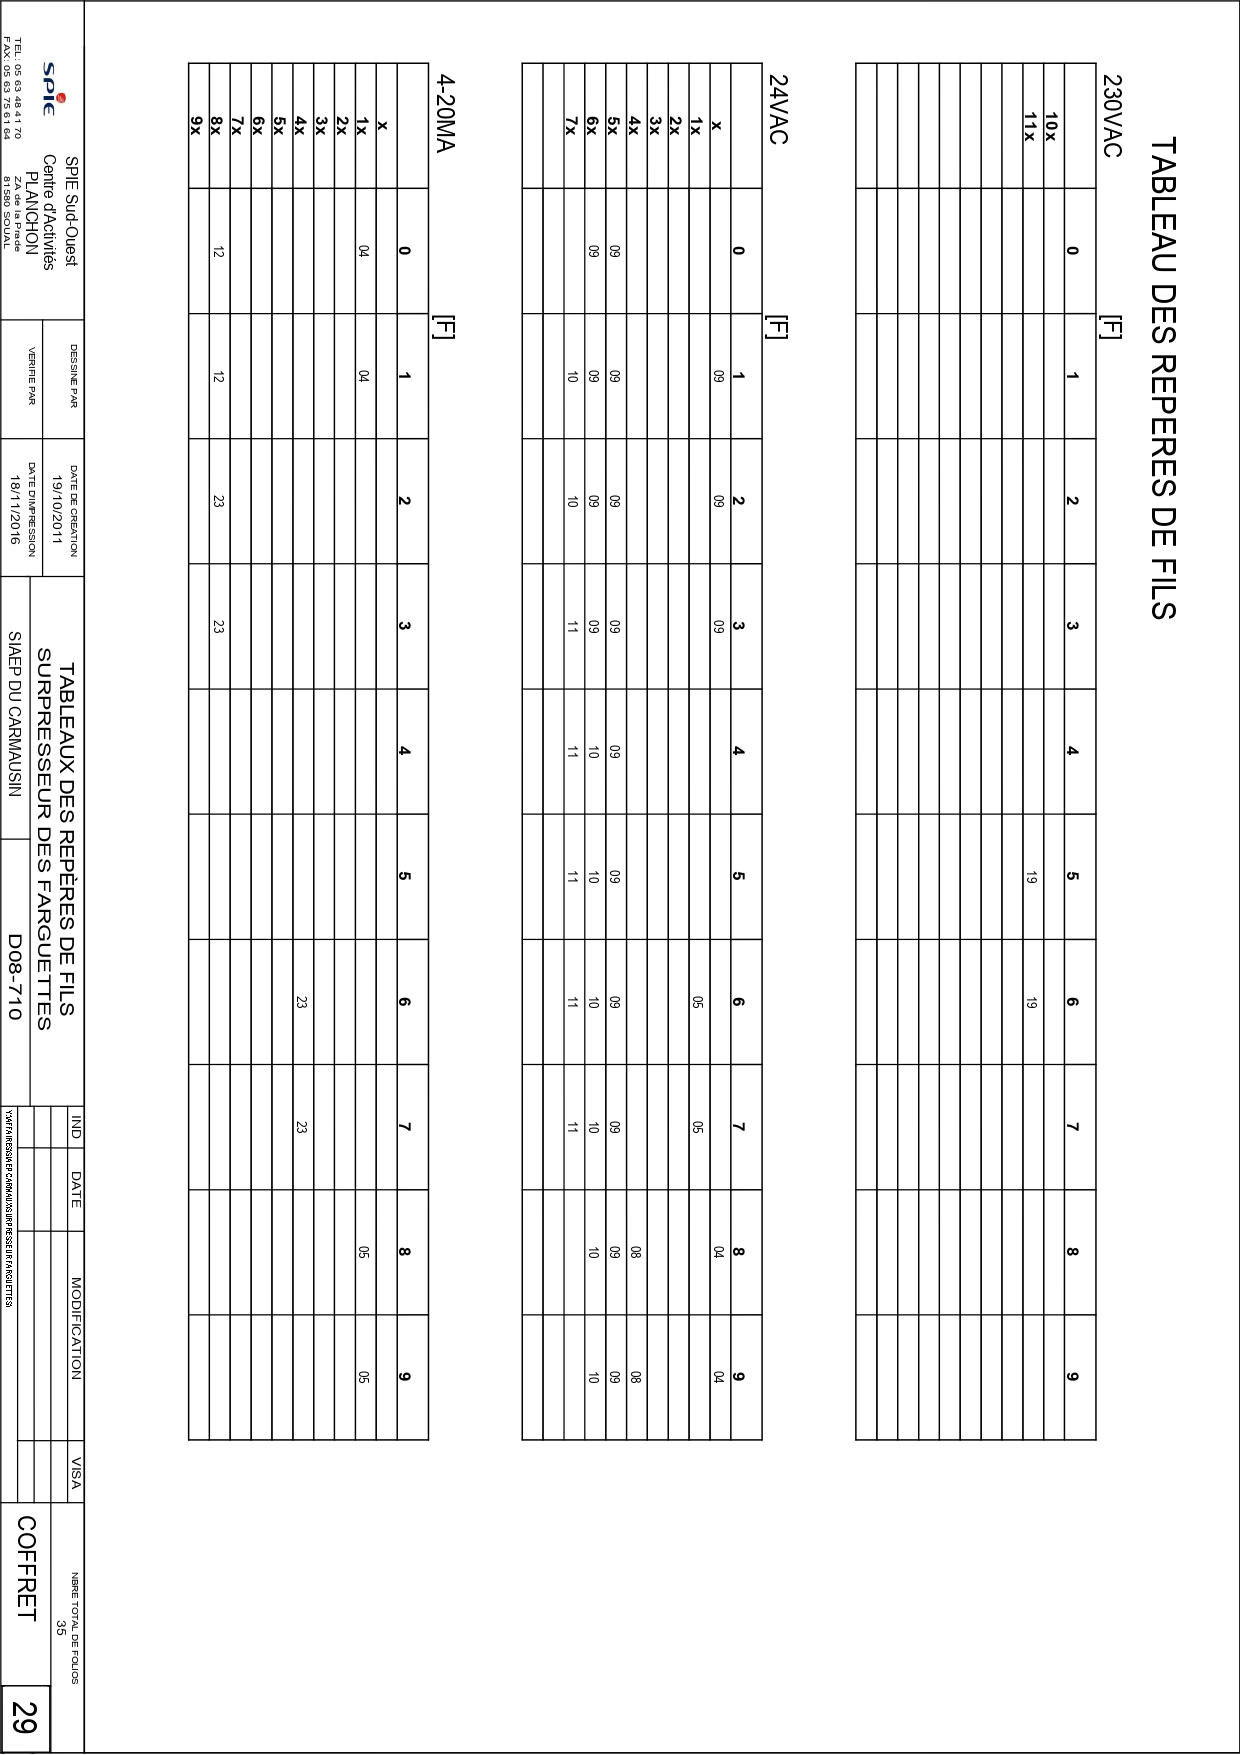 TABLEAU DES REPERES DE FILS
230VAC [F]
0 1 2 3 4 5 6 7 8 9
10x
11x 19 19
24VAC [F]
0 1 2 3 4 5 6 7 8 9
x 09 09 09 04 04
1x 05 05
2x
3x
4x 08 08
5x 09 09 09 09 09 09 09 09 09 09
6x 09 09 09 09 10 10 10 10 10 10
7x 10 10 11 11 11 11 11
4-20MA [F]
0 1 2 3 4 5 6 7 8 9
x
1x 04 04 05 05
2x
3x
4x 23 23
5x
6x
7x
8x 12 12 23 23
9x
SPIE
TEL: 05 63 48 41 70
FAX: 05 63 75 61 64
SPIE Sud-Ouest
Centre d'Activités
PLANCHON
ZA de la Prade
81580 SOUAL
DESSINE PAR
VERIFIE PAR
DATE DE CREATION
19/10/2011
DATE D'IMPRESSION
18/11/2016
TABLEAUX DES REPÈRES DE FILS
SURPRESSEUR DES FARGUETTES
SIAEP DU CARMAUSIN
D08-710
IND DATE MODIFICATION VISA
NBRE TOTAL DE FOLIOS
35
COFFRET
29